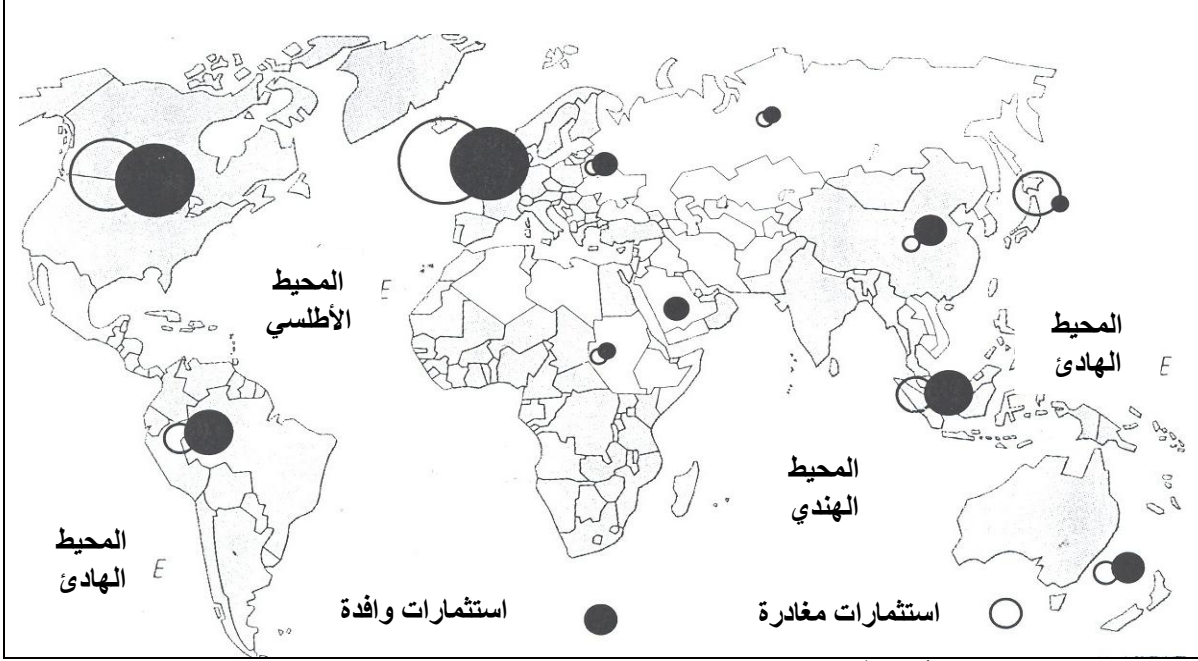 المحيط
الأطلسي
E
المحيط
الهادئ
E
المحيط
الهندي
المحيط
الهادئ
E
استثمارات وافدة
استثمارات مغادرة